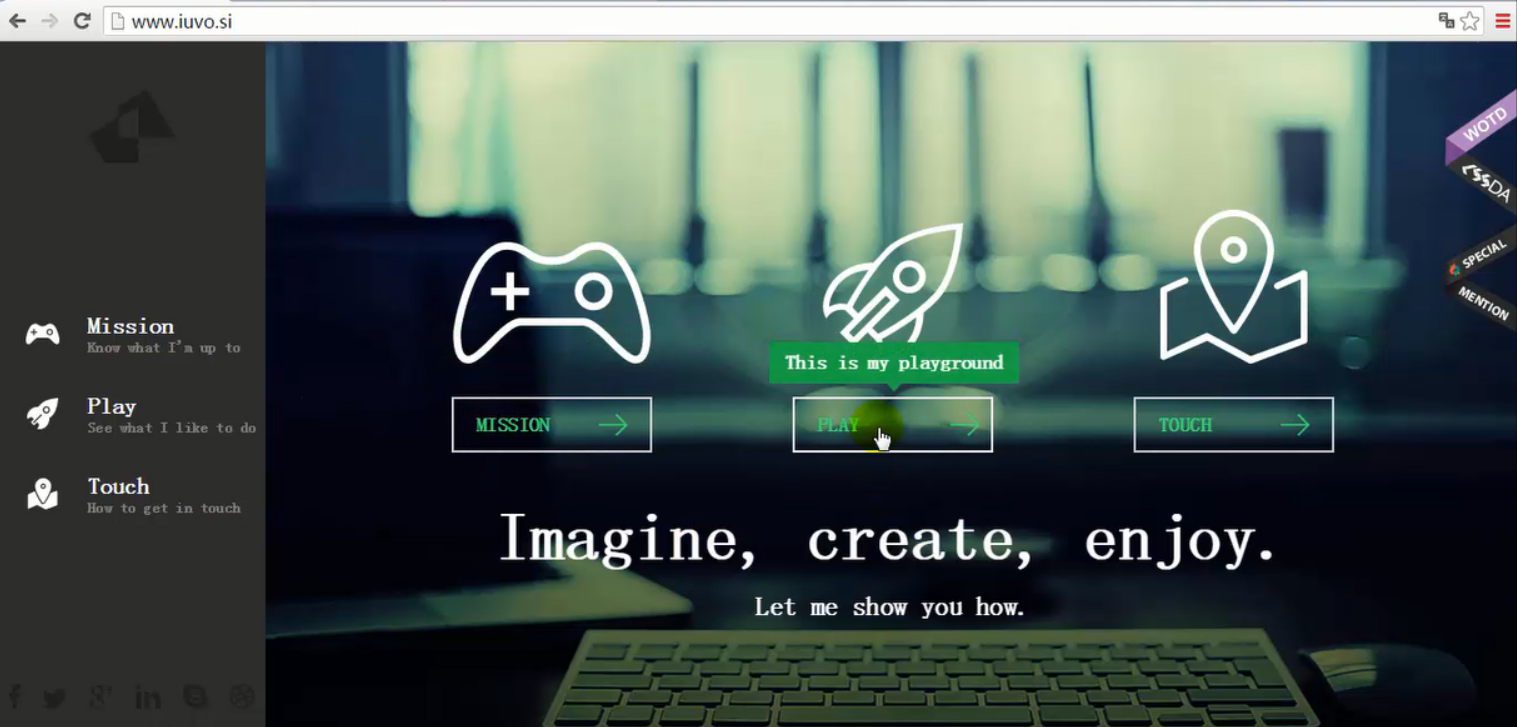 www.iuvo.si
WOTD
CSSDA
SPECIAL
MENTION
Mission
Know what I'm up to
Play
See what I like to do
Touch
How to get in touch
This is my playground
MISSION
PLAY
TOUCH
Imagine, create, enjoy.
Let me show you how.